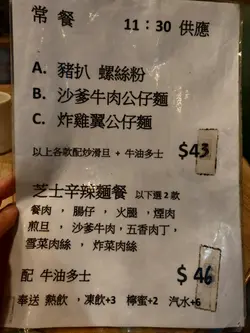 常 餐 11：30 供應
A. 豬扒 螺絲粉
B. 沙爹牛肉公仔麵
C. 炸雞翼公仔麵
以上各款配炒滑旦 + 牛油多士 $43
芝士辛辣麵餐 以下選 2 款
餐肉 ， 腸仔 ， 火腿 ，煙肉
煎旦 ， 沙爹牛肉，五香肉丁，
雪菜肉絲 ， 炸菜肉絲
配 牛油多士 $ 46
奉送 熱飲 ，凍飲+3 檸蜜+2 汽水+6